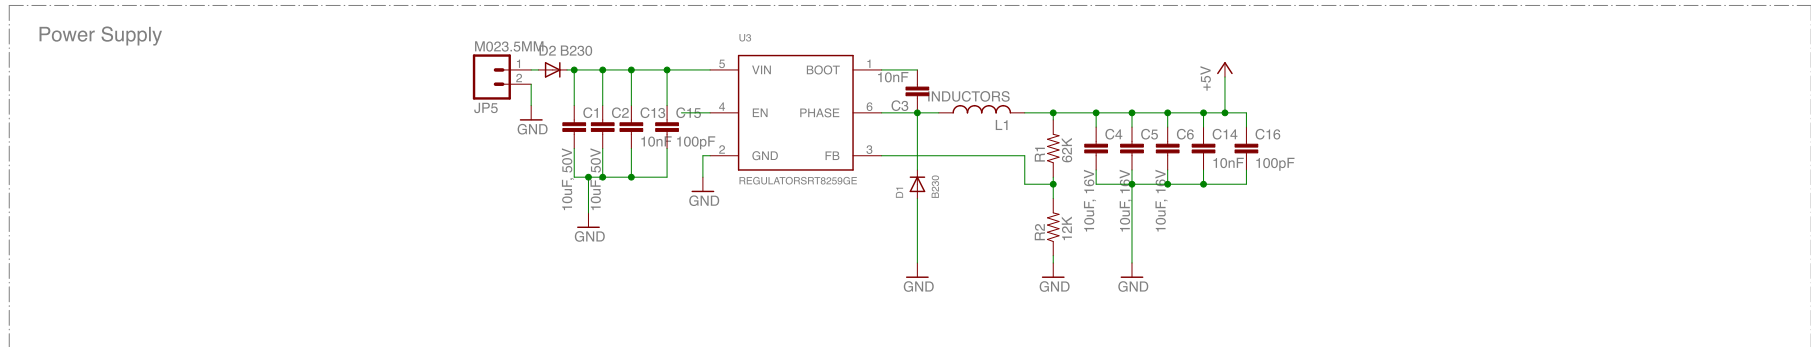 Power Supply
M023.5MM
D2 B230
1
2
JP5
GND
C1
C2
C13
C15
10nF
100pF
10uF, 50V
10uF, 50V
GND
U3
5
VIN
BOOT
1
4
EN
PHASE
6
2
GND
FB
3
REGULATORSRT8259GE
GND
10nF
C3
INDUCTORS
L1
D1
B230
GND
R1
62K
R2
12K
GND
+5V
C4
C5
C6
C14
C16
10nF
100pF
10uF, 16V
10uF, 16V
10uF, 16V
GND